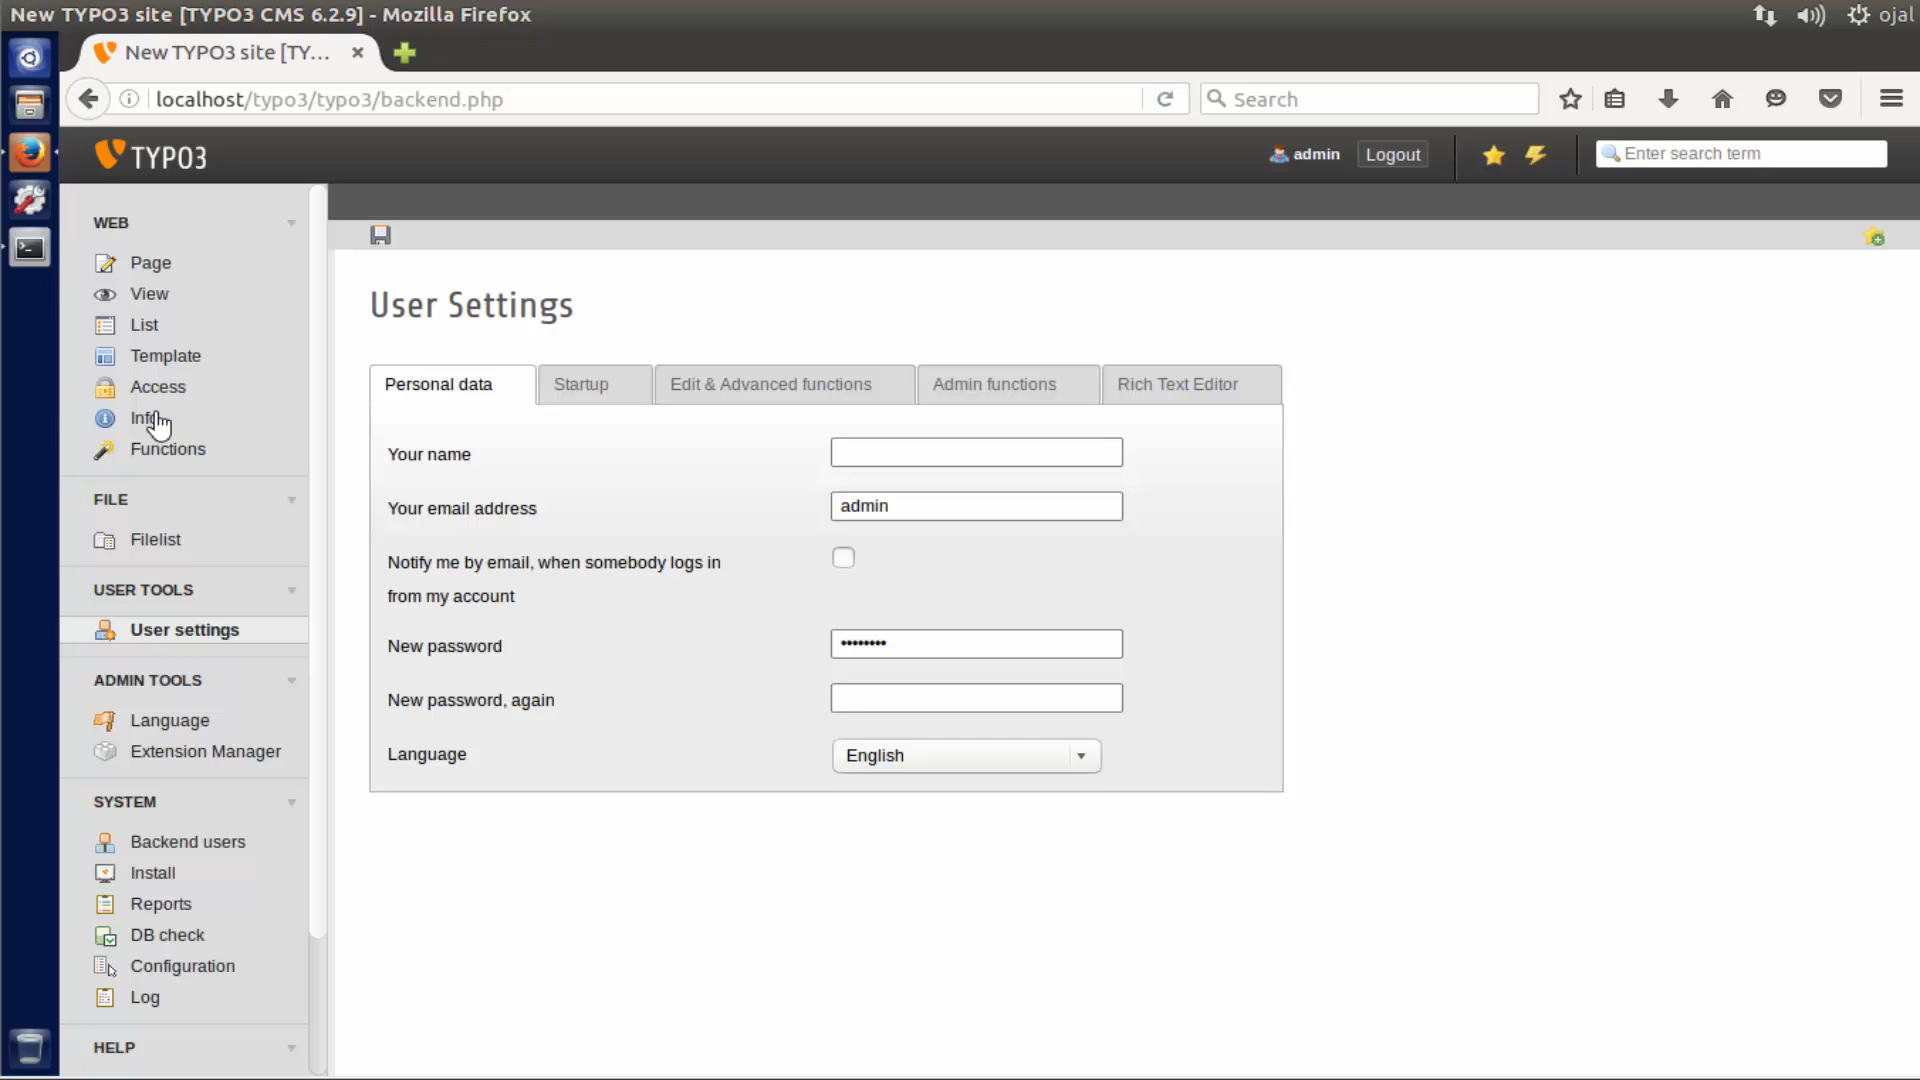 New TYPO3 site [TYPO3 CMS 6.2.9] - Mozilla Firefox
ojal
New TYPO3 site [TY...
localhost/typo3/typo3/backend.php
Search
TYPO3
admin
Logout
Enter search term
WEB
Page
View
List
Template
Access
Functions
FILE
Filelist
USER TOOLS
User settings
ADMIN TOOLS
Language
Extension Manager
SYSTEM
Backend users
Install
Reports
DB check
Configuration
Log
HELP
User Settings
Personal data
Startup
Edit & Advanced functions
Admin functions
Rich Text Editor
Your name
Your email address
admin
Notify me by email, when somebody logs in
from my account
New password
••••••••
New password, again
Language
English